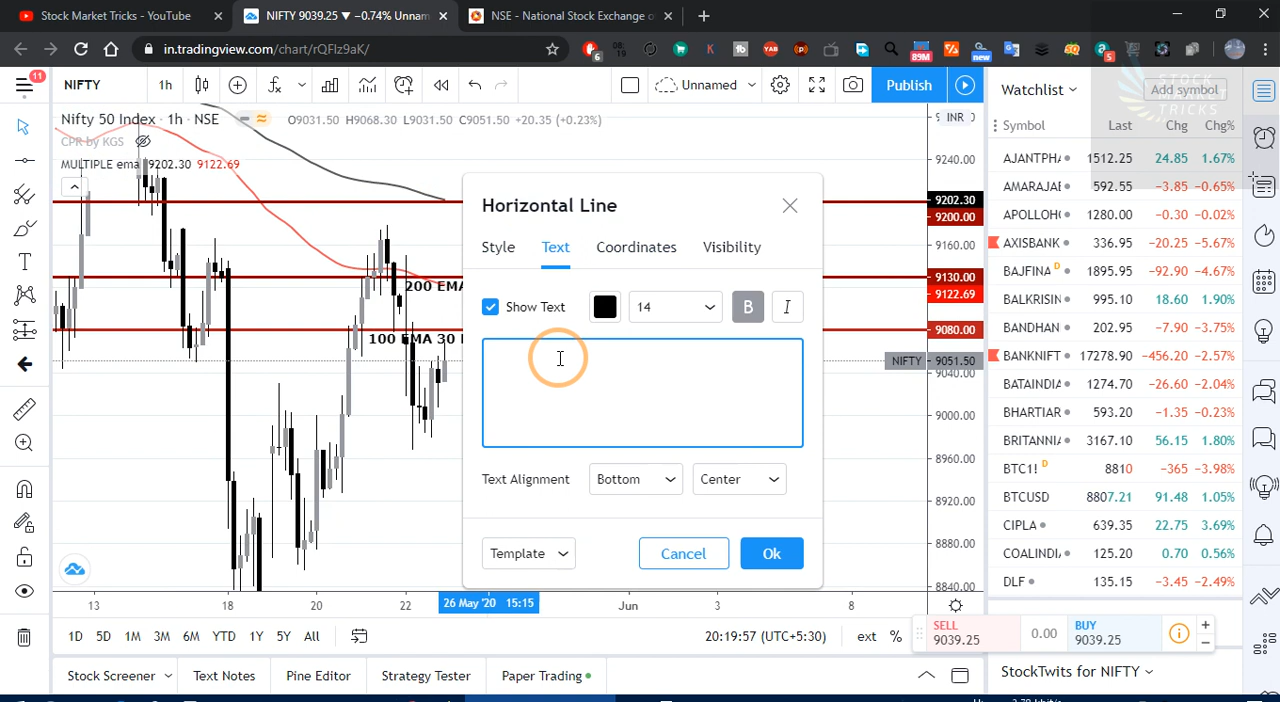 Stock Market Tricks - YouTube
NIFTY 9039.25 ▼ −0.74% Unnam
NSE - National Stock Exchange o
in.tradingview.com/chart/rQFlz9aK/
6
89M
new
5
11
NIFTY
1h
Unnamed
Publish
Watchlist
Add symbol
STOCK
MARKET
TRICKS
Nifty 50 Index • 1h • NSE
O9031.50 H9068.30 L9031.50 C9051.50 +20.35 (+0.23%)
INR
CPR by KGS
MULTIPLE ema 9202.30 9122.69
Symbol Last Chg Chg%
9240.00
9202.30
9200.00
9160.00
9130.00
9122.69
9080.00
NIFTY 9051.50
9040.00
9000.00
8960.00
8920.00
8880.00
8840.00
200 EMA
100 EMA 30
Horizontal Line
Style Text Coordinates Visibility
Show Text 14 B I
Text Alignment Bottom Center
Template Cancel Ok
AJANTPHA 1512.25 24.85 1.67%
AMARAJAB 592.55 −3.85 −0.65%
APOLLOH 1280.00 −0.30 −0.02%
AXISBANK 336.95 −20.25 −5.67%
BAJFINA D 1895.95 −92.90 −4.67%
BALKRISIN 995.10 18.60 1.90%
BANDHAN 202.95 −7.90 −3.75%
BANKNIFT 17278.90 −456.20 −2.57%
BATAINDIA 1274.70 −26.60 −2.04%
BHARTIAR 593.20 −1.35 −0.23%
BRITANNIA 3167.10 56.15 1.80%
BTC1! D 8810 −365 −3.98%
BTCUSD 8807.21 91.48 1.05%
CIPLA 639.35 22.75 3.69%
COALINDIA 125.20 0.70 0.56%
DLF 135.15 −3.45 −2.49%
13 18 20 22 26 May '20 15:15 Jun 3 8
1D 5D 1M 3M 6M YTD 1Y 5Y All
20:19:57 (UTC+5:30) ext %
SELL
9039.25
0.00
BUY
9039.25
Stock Screener Text Notes Pine Editor Strategy Tester Paper Trading
StockTwits for NIFTY